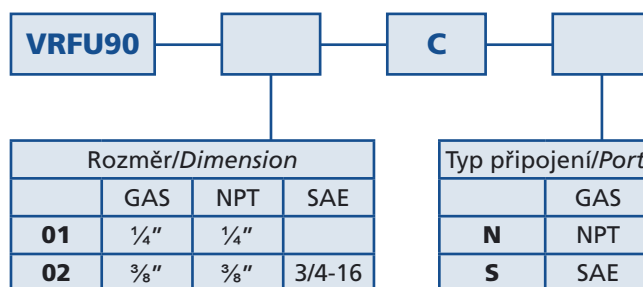 VRFU90 C
Rozměr/Dimension
GAS NPT SAE
01 ¼" ¼"
02 ⅜" ⅜" 3/4-16
Typ připojení/Port
GAS
N NPT
S SAE